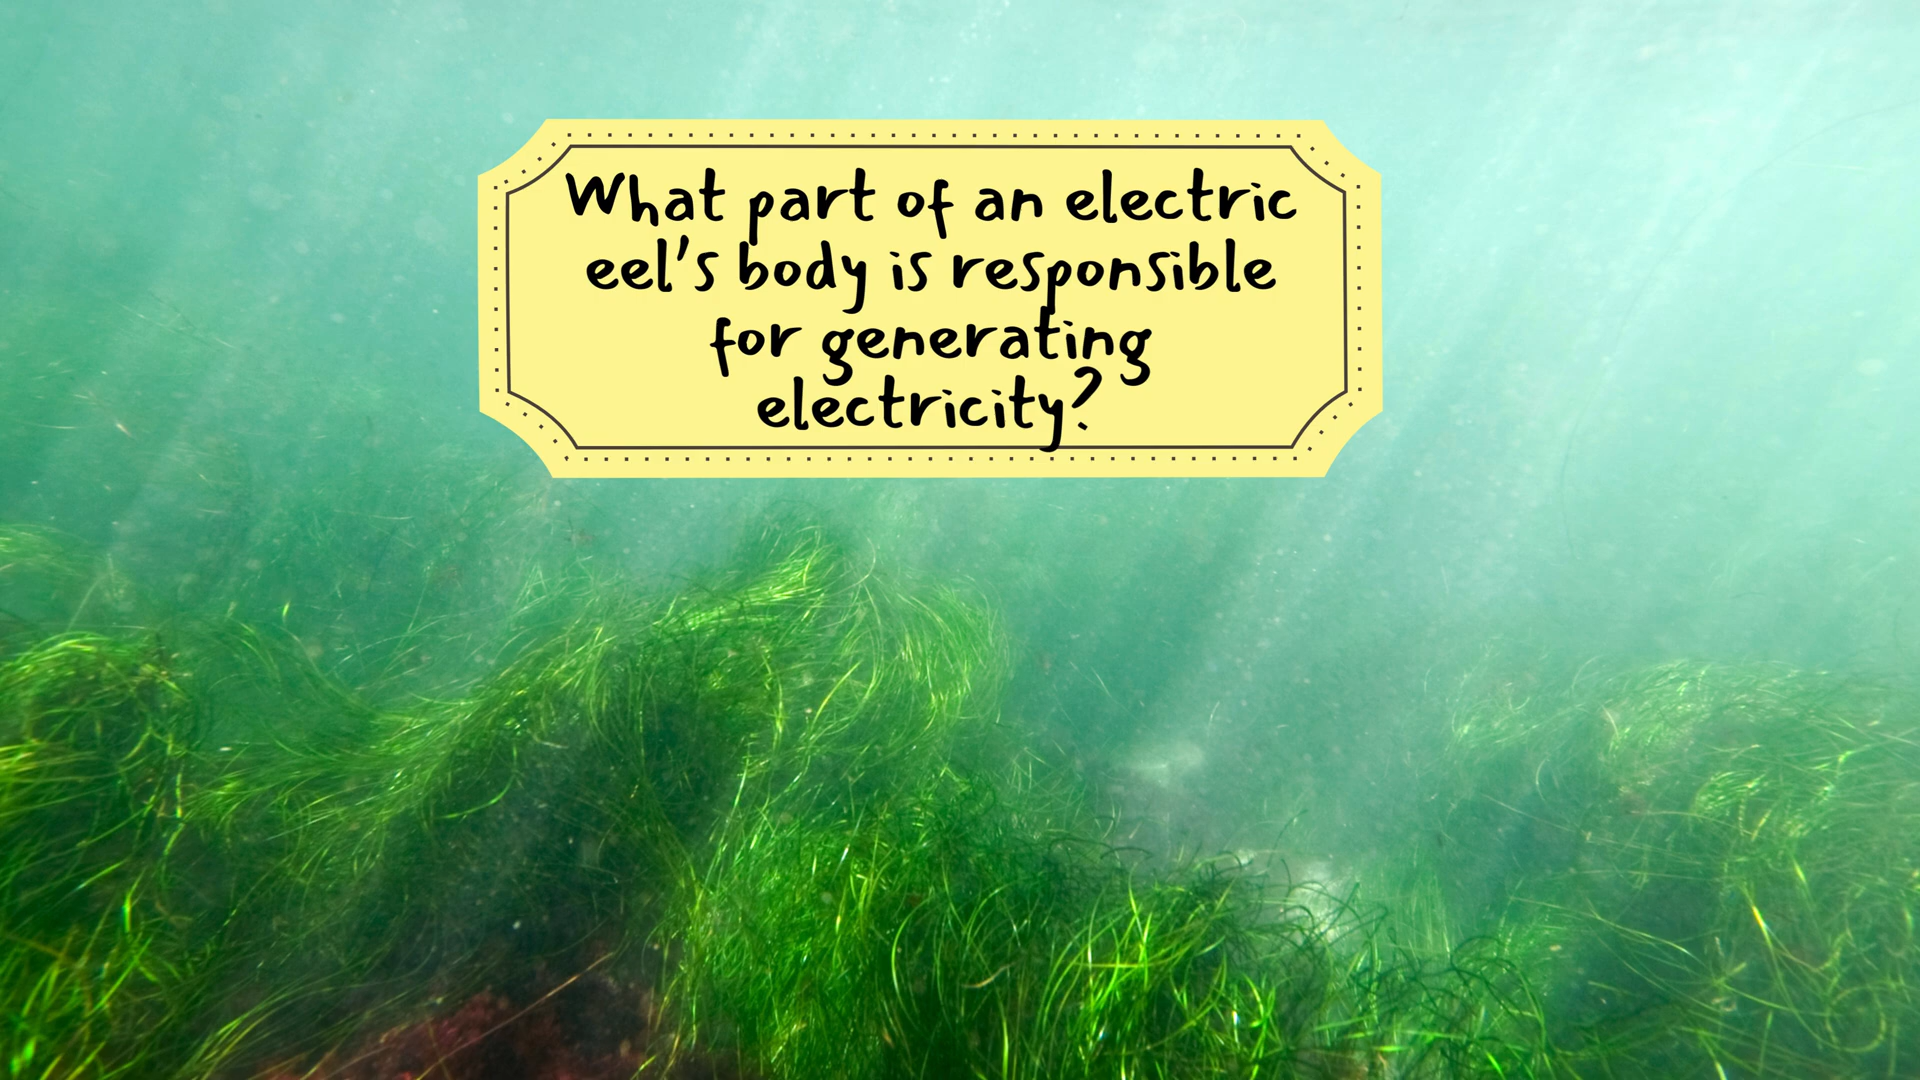 What part of an electric
eel's body is responsible
for generating
electricity?